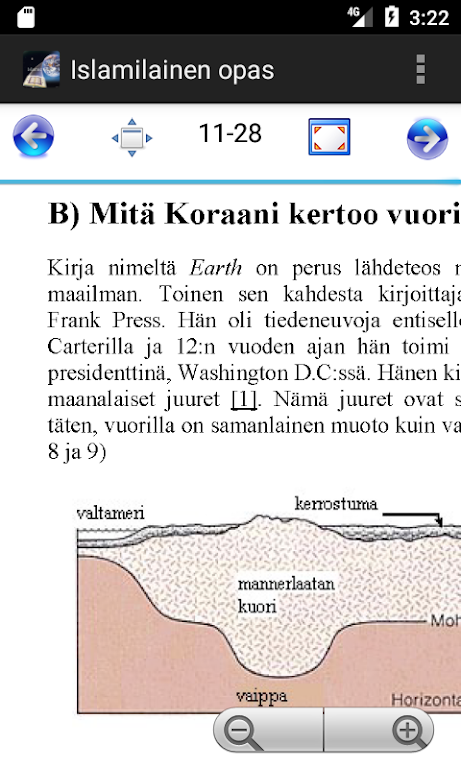 4G 3:22
Islamilainen opas
11-28
B) Mitä Koraani kertoo vuori
Kirja nimeltä Earth on perus lähdeteos
maailman. Toinen sen kahdesta kirjoittaja
Frank Press. Hän oli tiedeneuvoja entisell
Carterilla ja 12:n vuoden ajan hän toimi
presidenttinä, Washington D.C:ssä. Hänen ki
maanalaiset juuret [1]. Nämä juuret ovat s
täten, vuorilla on samanlainen muoto kuin va
8 ja 9)
valtameri
kerrostuma
mannerlaatan
kuori
Moh
vaippa
Horizonta